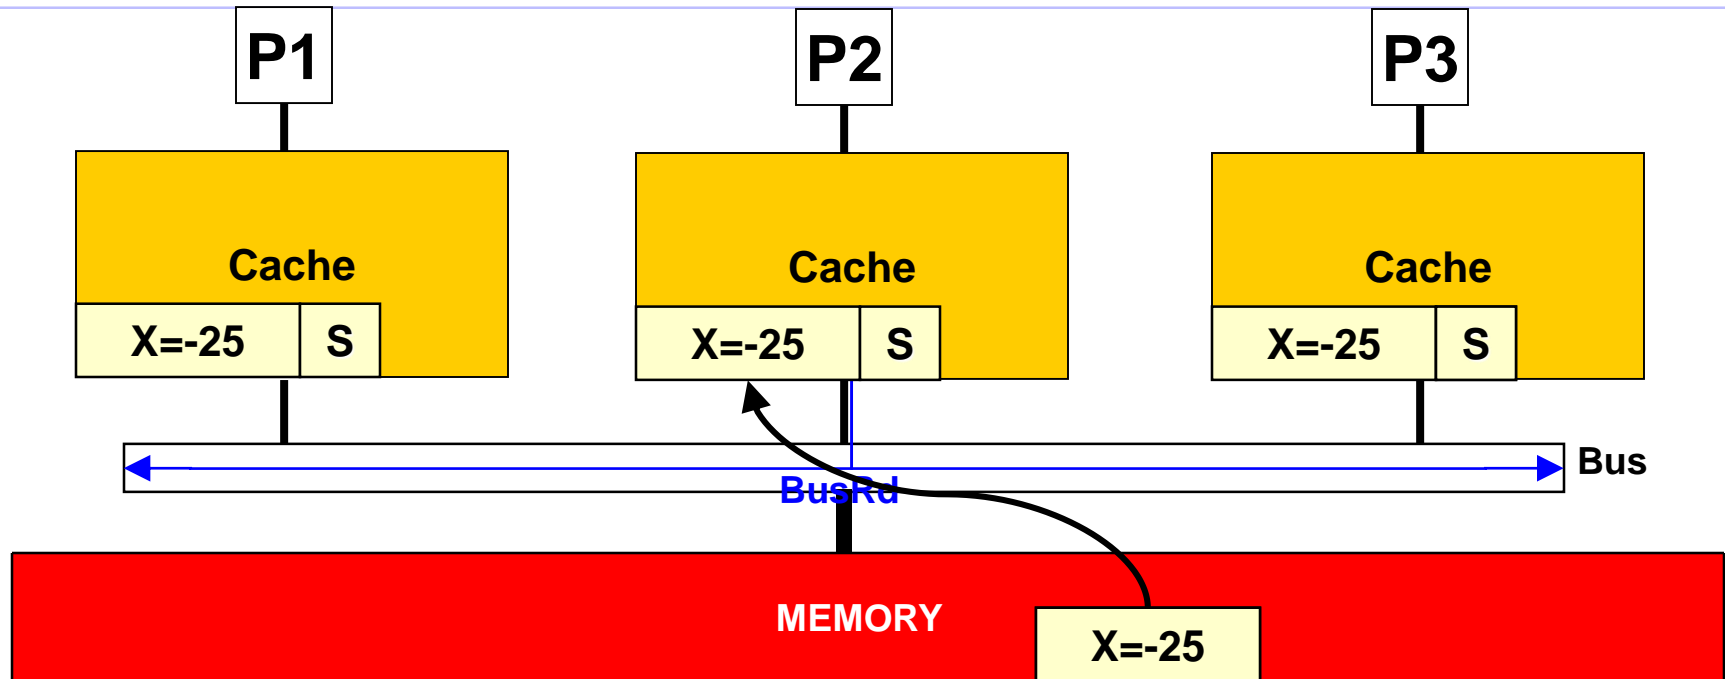 P1
P2
P3
Cache
Cache
Cache
X=-25 S
X=-25 S
X=-25 S
Bus
BusRd
MEMORY
X=-25